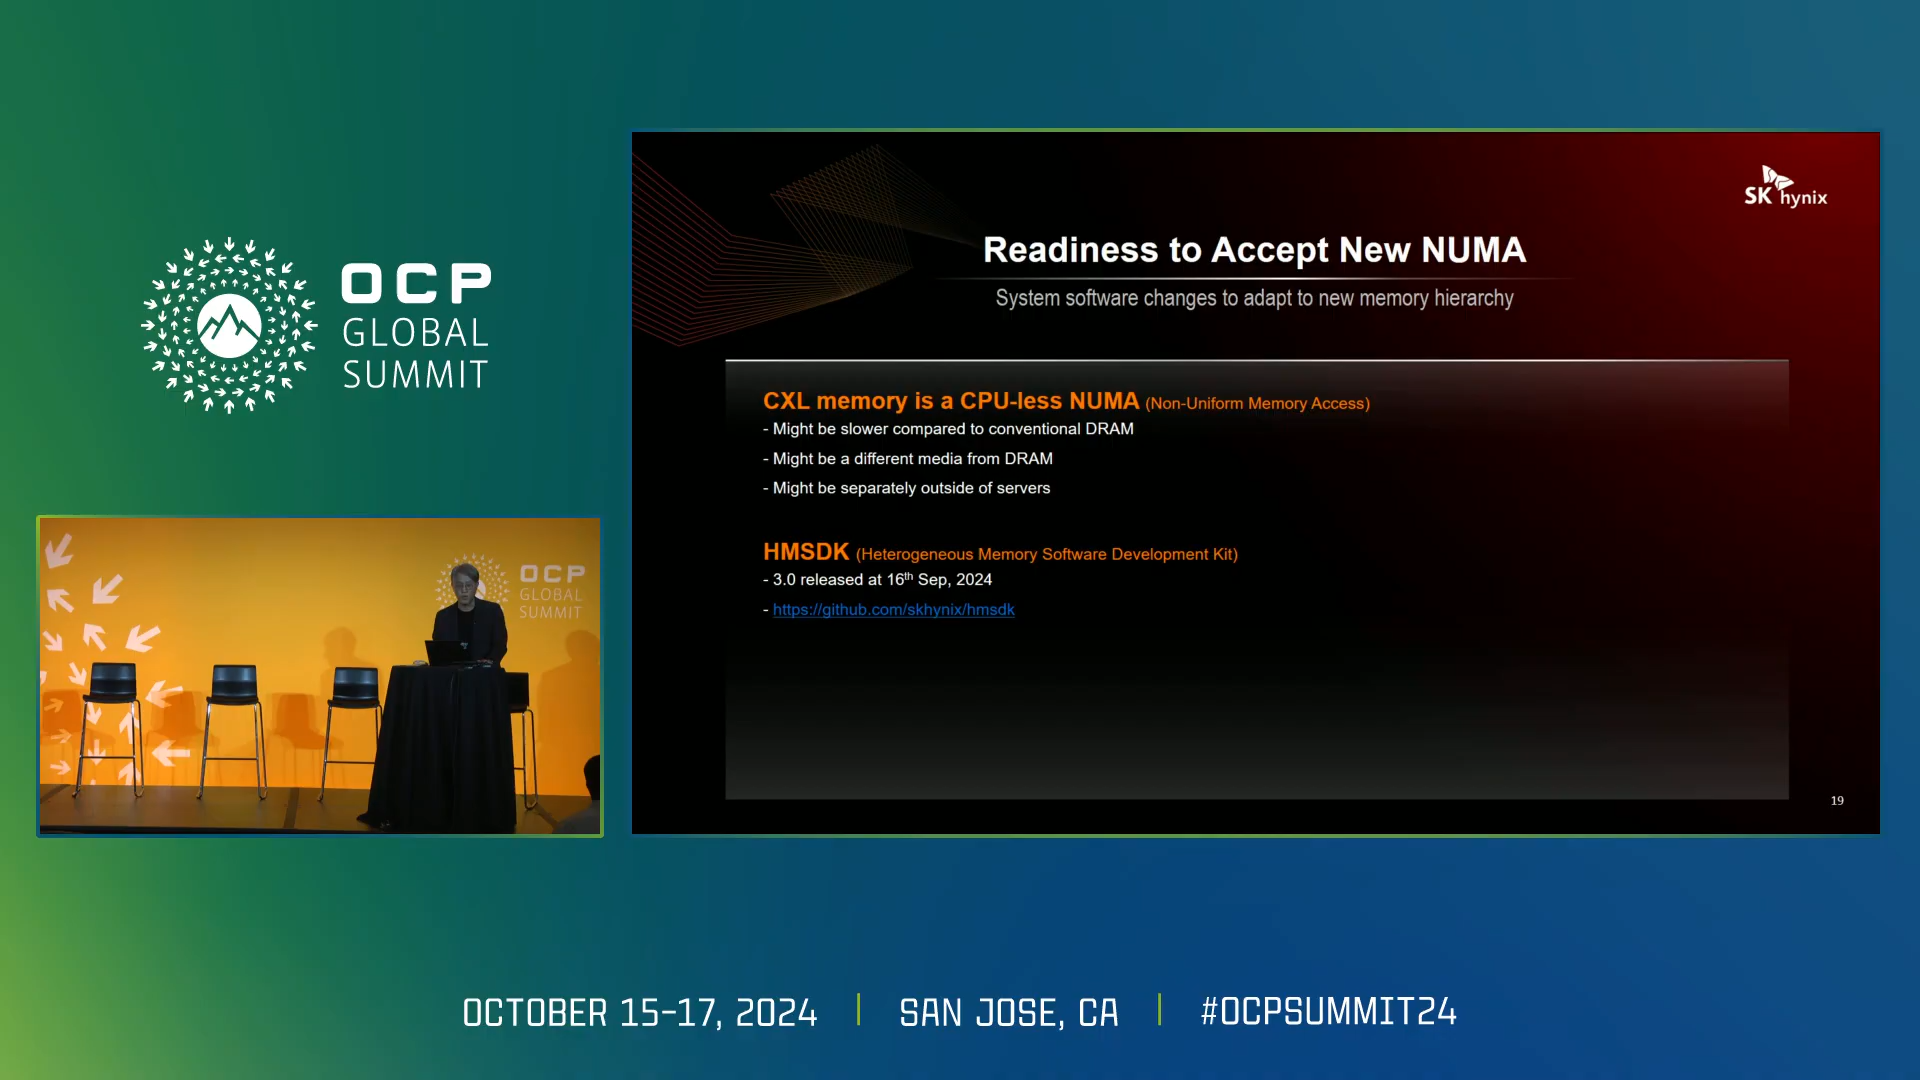 OCP
GLOBAL
SUMMIT
SK hynix
Readiness to Accept New NUMA
System software changes to adapt to new memory hierarchy
CXL memory is a CPU-less NUMA (Non-Uniform Memory Access)
- Might be slower compared to conventional DRAM
- Might be a different media from DRAM
- Might be separately outside of servers
HMSDK (Heterogeneous Memory Software Development Kit)
- 3.0 released at 16th Sep, 2024
- https://github.com/skhynix/hmsdk
19
OCP
GLOBAL
SUMMIT
OCTOBER 15-17, 2024 | SAN JOSE, CA | #OCPSUMMIT24